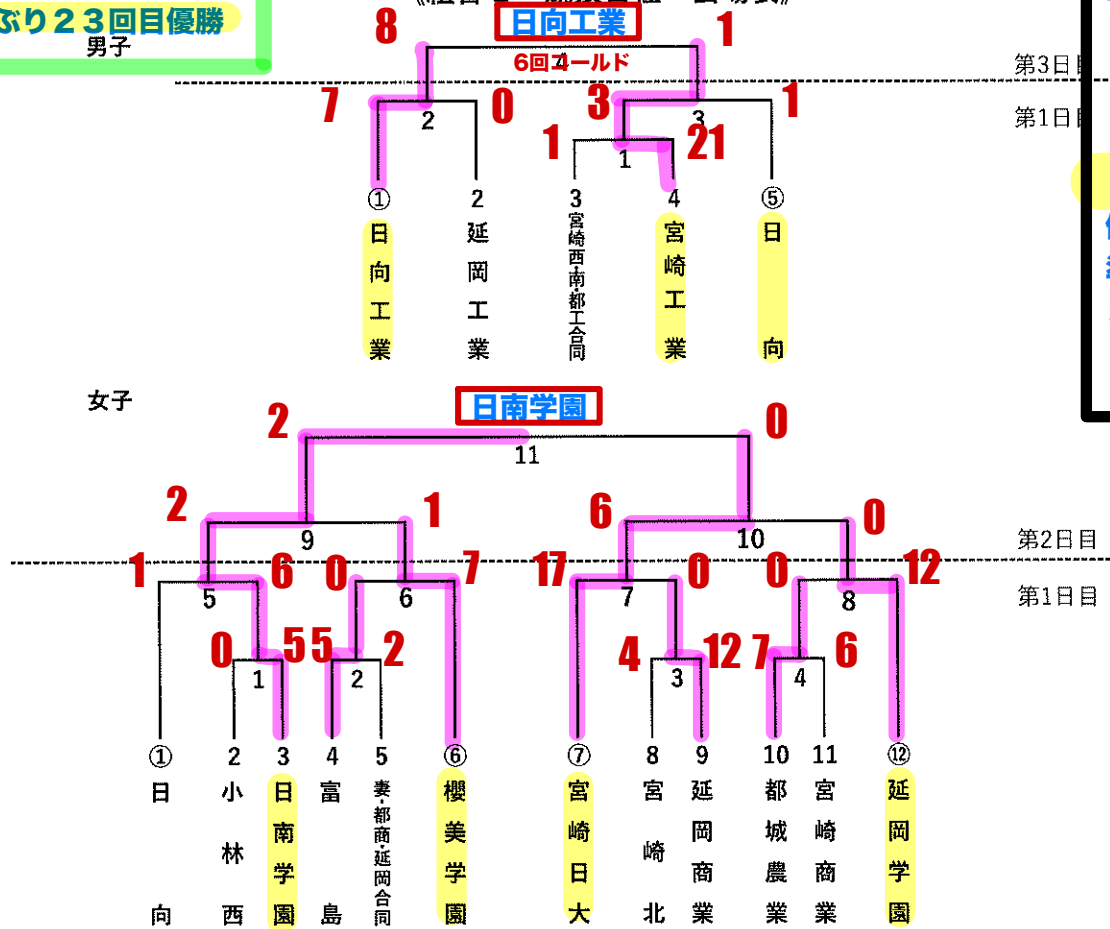 ぶり23回目優勝
男子
日向工業
8
1
4
6回コールド
第3日目
7
0
3
1
2
3
第1日目
1
21
1
①
2
3
4
⑤
日向工業
延岡工業
宮崎西・南・都工合同
宮崎工業
日向
女子
日南学園
2
0
11
2
1
6
0
9
10
第2日目
1
6
0
7
17
0
0
12
5
6
7
8
第1日目
0
5
5
2
4
12
7
6
1
2
3
4
①
2
3
4
5
⑥
⑦
8
9
10
11
⑫
日向
小林西
日南学園
富島
妻・都商・延岡合同
櫻美学園
宮崎日大
宮崎北
延岡商業
都城農業
宮崎商業
延岡学園